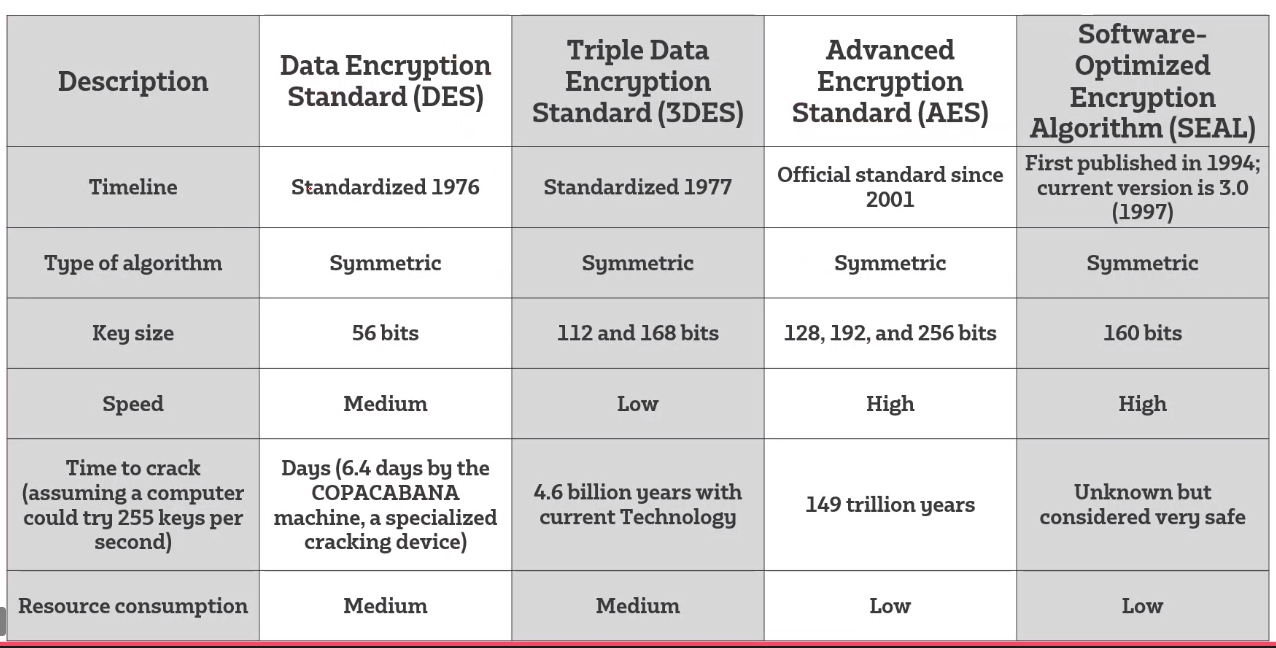 Description
Data Encryption
Standard (DES)
Triple Data
Encryption
Standard (3DES)
Advanced
Encryption
Standard (AES)
Software-
Optimized
Encryption
Algorithm (SEAL)
Timeline
Standardized 1976
Standardized 1977
Official standard since
2001
First published in 1994;
current version is 3.0
(1997)
Type of algorithm
Symmetric
Symmetric
Symmetric
Symmetric
Key size
56 bits
112 and 168 bits
128, 192, and 256 bits
160 bits
Speed
Medium
Low
High
High
Time to crack
(assuming a computer
could try 255 keys per
second)
Days (6.4 days by the
COPACABANA
machine, a specialized
cracking device)
4.6 billion years with
current Technology
149 trillion years
Unknown but
considered very safe
Resource consumption
Medium
Medium
Low
Low